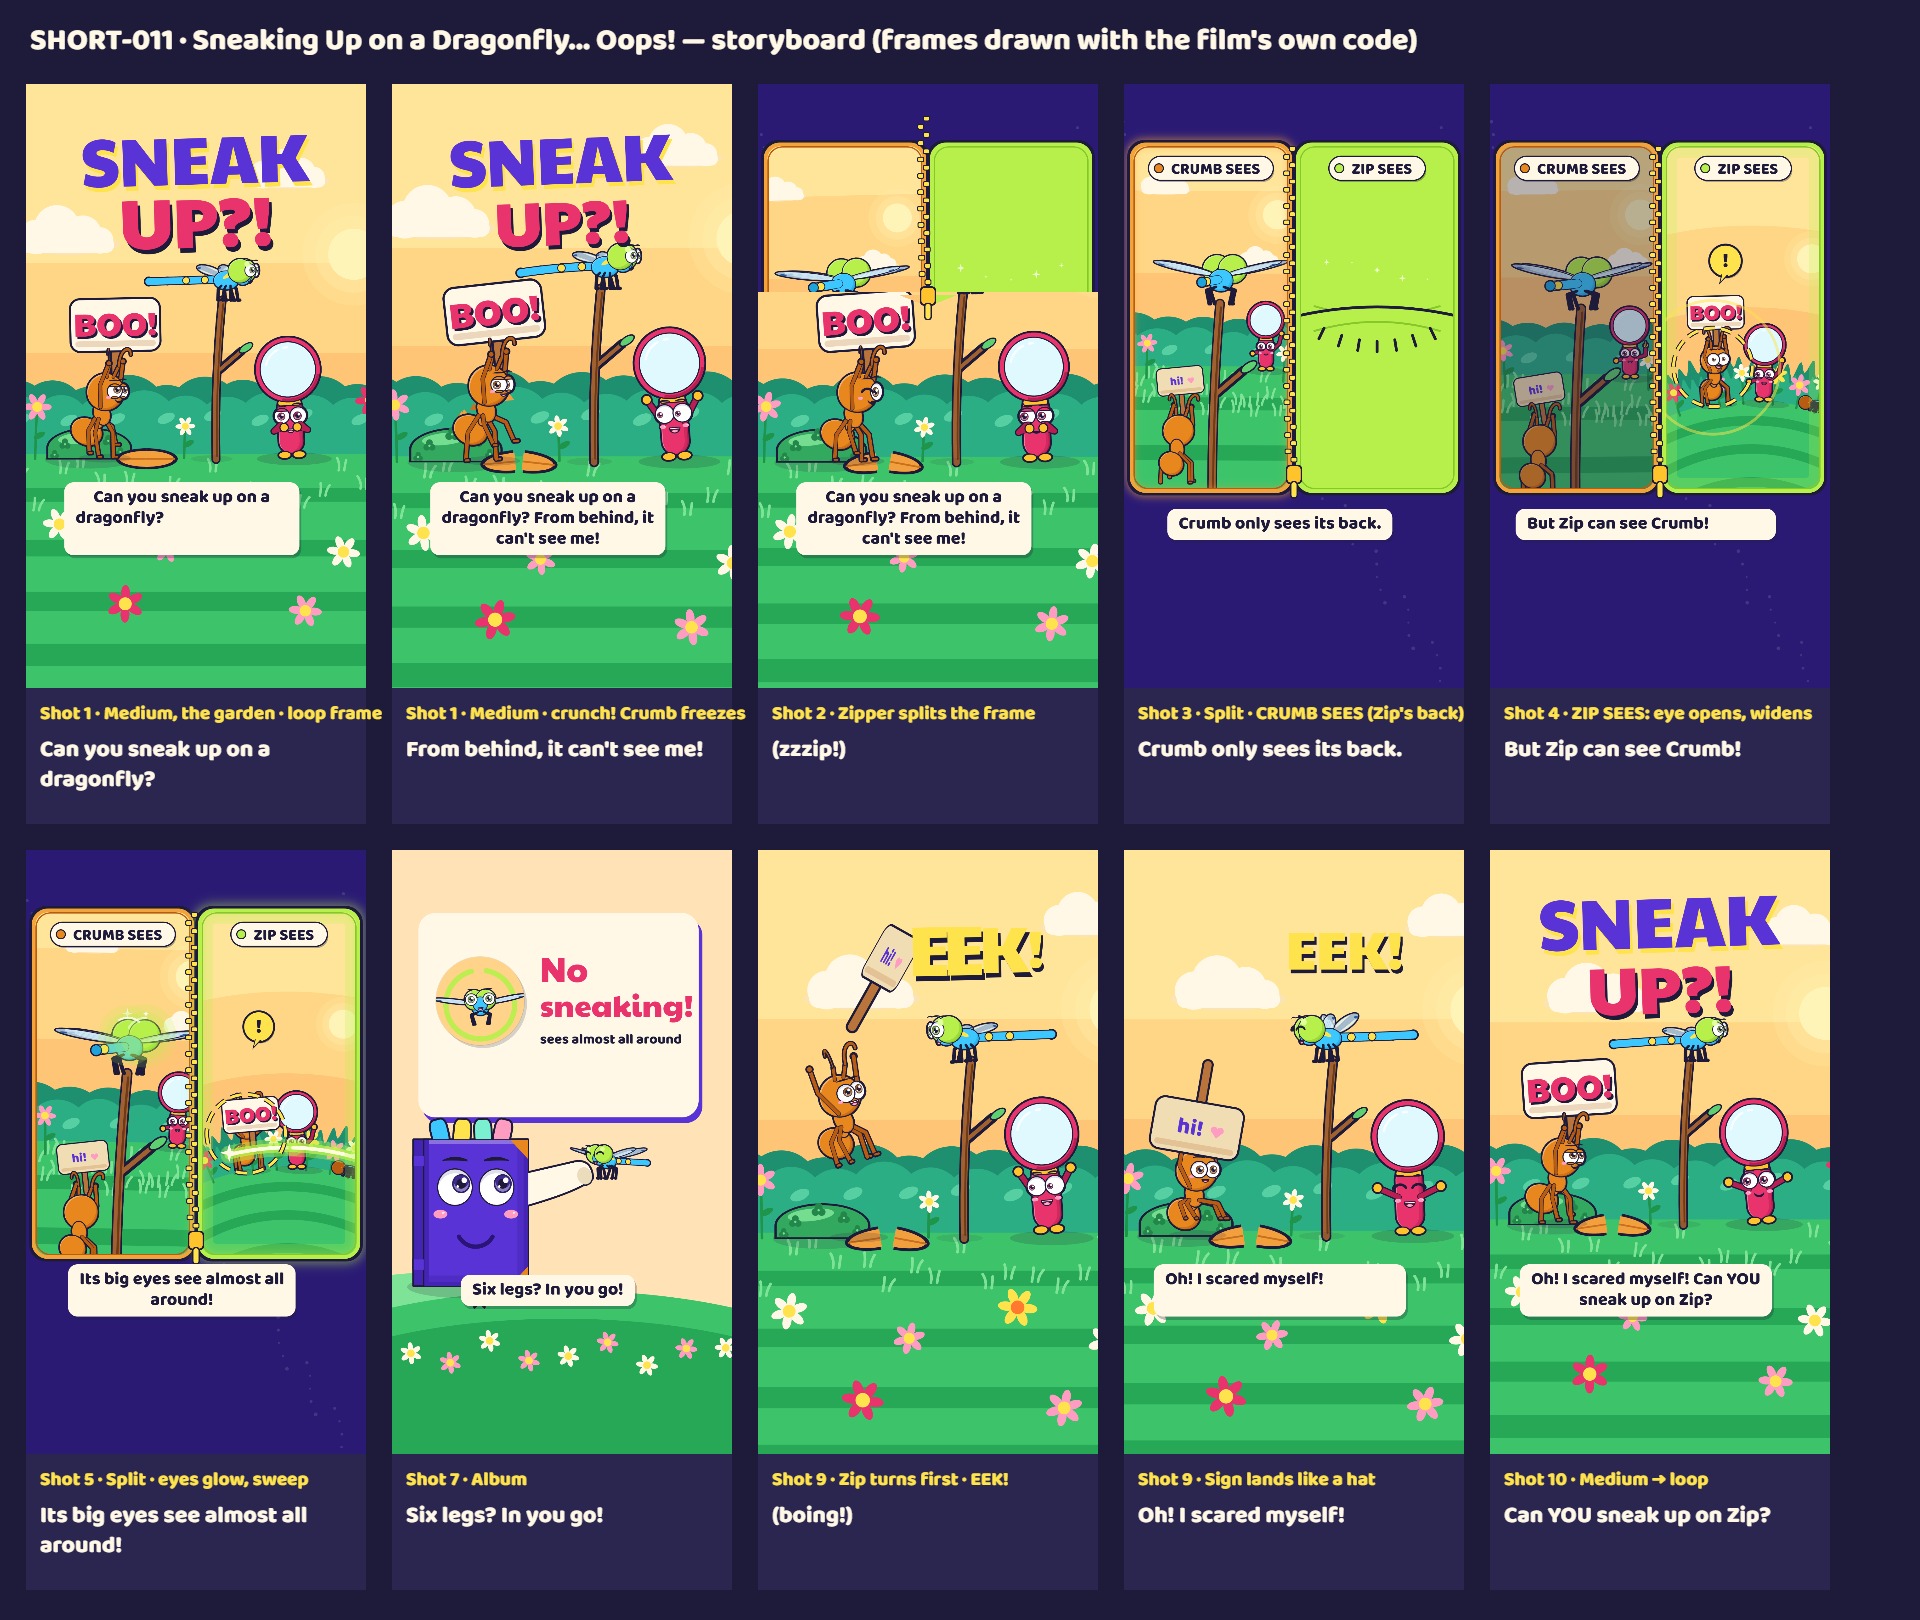 SHORT-011 · Sneaking Up on a Dragonfly... Oops! — storyboard (frames drawn with the film's own code)
SNEAK
UP?!
BOO!
Can you sneak up on a
dragonfly?
Shot 1 · Medium, the garden · loop frame
Can you sneak up on a
dragonfly?
SNEAK
UP?!
BOO!
Can you sneak up on a
dragonfly? From behind, it
can't see me!
Shot 1 · Medium · crunch! Crumb freezes
From behind, it can't see me!
BOO!
Can you sneak up on a
dragonfly? From behind, it
can't see me!
Shot 2 · Zipper splits the frame
(zzzip!)
CRUMB SEES
ZIP SEES
hi!
Crumb only sees its back.
Shot 3 · Split · CRUMB SEES (Zip's back)
Crumb only sees its back.
CRUMB SEES
ZIP SEES
!
BOO!
hi!
But Zip can see Crumb!
Shot 4 · ZIP SEES: eye opens, widens
But Zip can see Crumb!
CRUMB SEES
ZIP SEES
!
BOO!
hi!
Its big eyes see almost all
around!
Shot 5 · Split · eyes glow, sweep
Its big eyes see almost all
around!
No
sneaking!
sees almost all around
Six legs? In you go!
Shot 7 · Album
Six legs? In you go!
hi!
EEK!
Shot 9 · Zip turns first · EEK!
(boing!)
EEK!
hi!
Oh! I scared myself!
Shot 9 · Sign lands like a hat
Oh! I scared myself!
SNEAK
UP?!
BOO!
Oh! I scared myself! Can YOU
sneak up on Zip?
Shot 10 · Medium → loop
Can YOU sneak up on Zip?